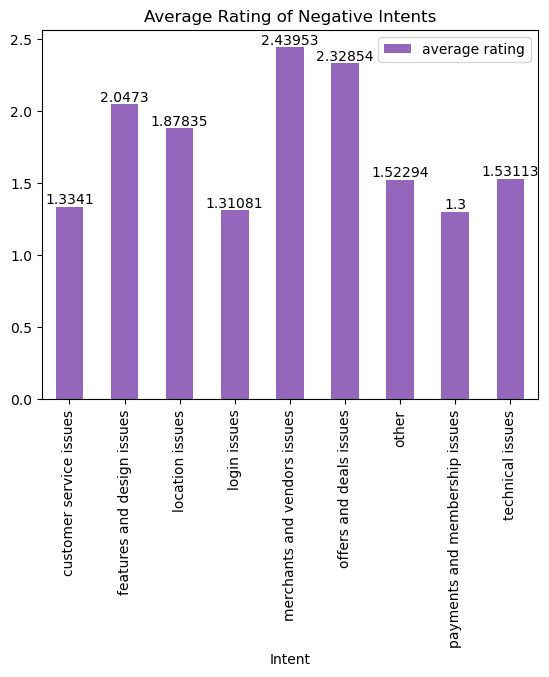 Average Rating of Negative Intents
average rating
2.5
2.0
1.5
1.0
0.5
0.0
1.3341
2.0473
1.87835
1.31081
2.43953
2.32854
1.52294
1.3
1.53113
customer service issues
features and design issues
location issues
login issues
merchants and vendors issues
offers and deals issues
other
payments and membership issues
technical issues
Intent